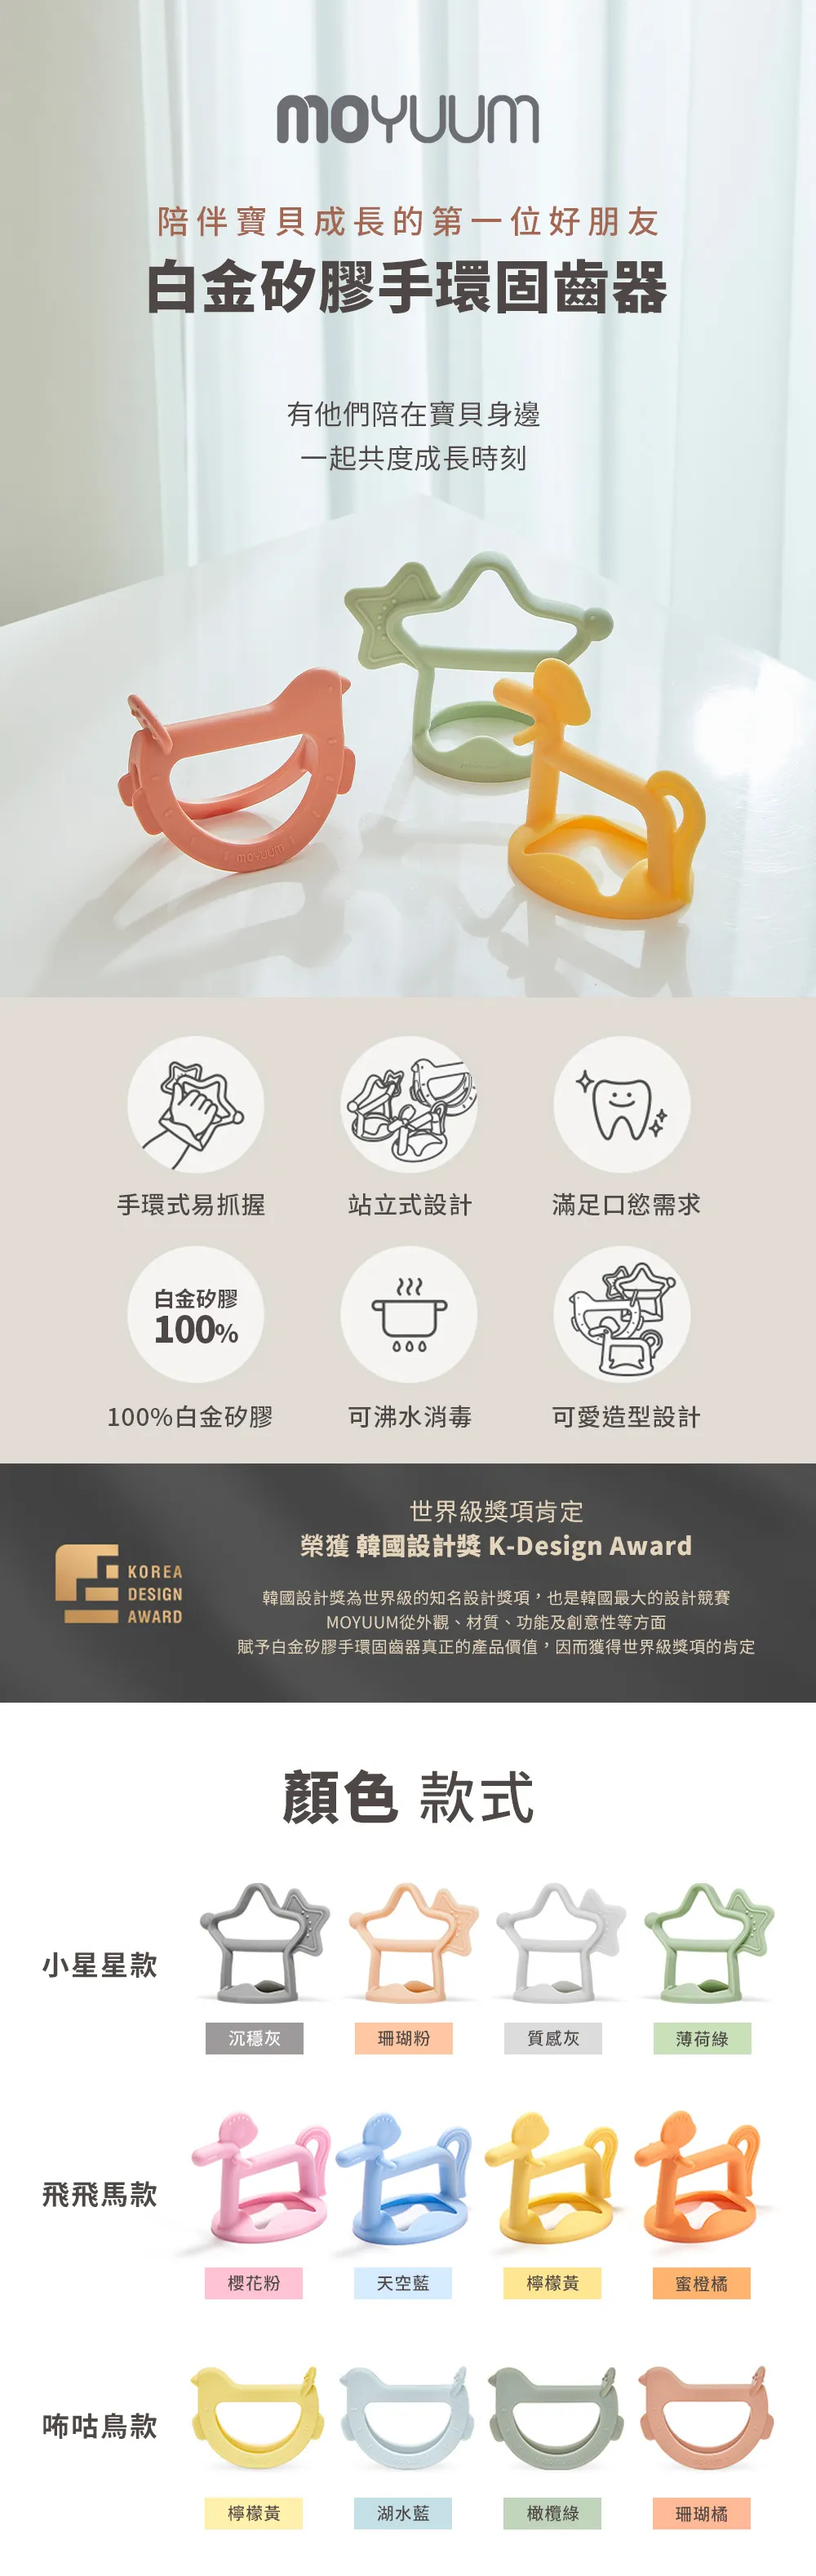 moyuum
陪伴寶貝成長的第一位好朋友
白金矽膠手環固齒器
有他們陪在寶貝身邊
一起共度成長時刻
moyuum
手環式易抓握
站立式設計
滿足口慾需求
白金矽膠
100%
100%白金矽膠
可沸水消毒
可愛造型設計
世界級獎項肯定
榮獲 韓國設計獎 K-Design Award
KOREA
DESIGN
AWARD
韓國設計獎為世界級的知名設計獎項，也是韓國最大的設計競賽
MOYUUM從外觀、材質、功能及創意性等方面
賦予白金矽膠手環固齒器真正的產品價值，因而獲得世界級獎項的肯定
顏色 款式
小星星款
沉穩灰
珊瑚粉
質感灰
薄荷綠
飛飛馬款
櫻花粉
天空藍
檸檬黃
蜜橙橘
咘咕鳥款
檸檬黃
湖水藍
橄欖綠
珊瑚橘